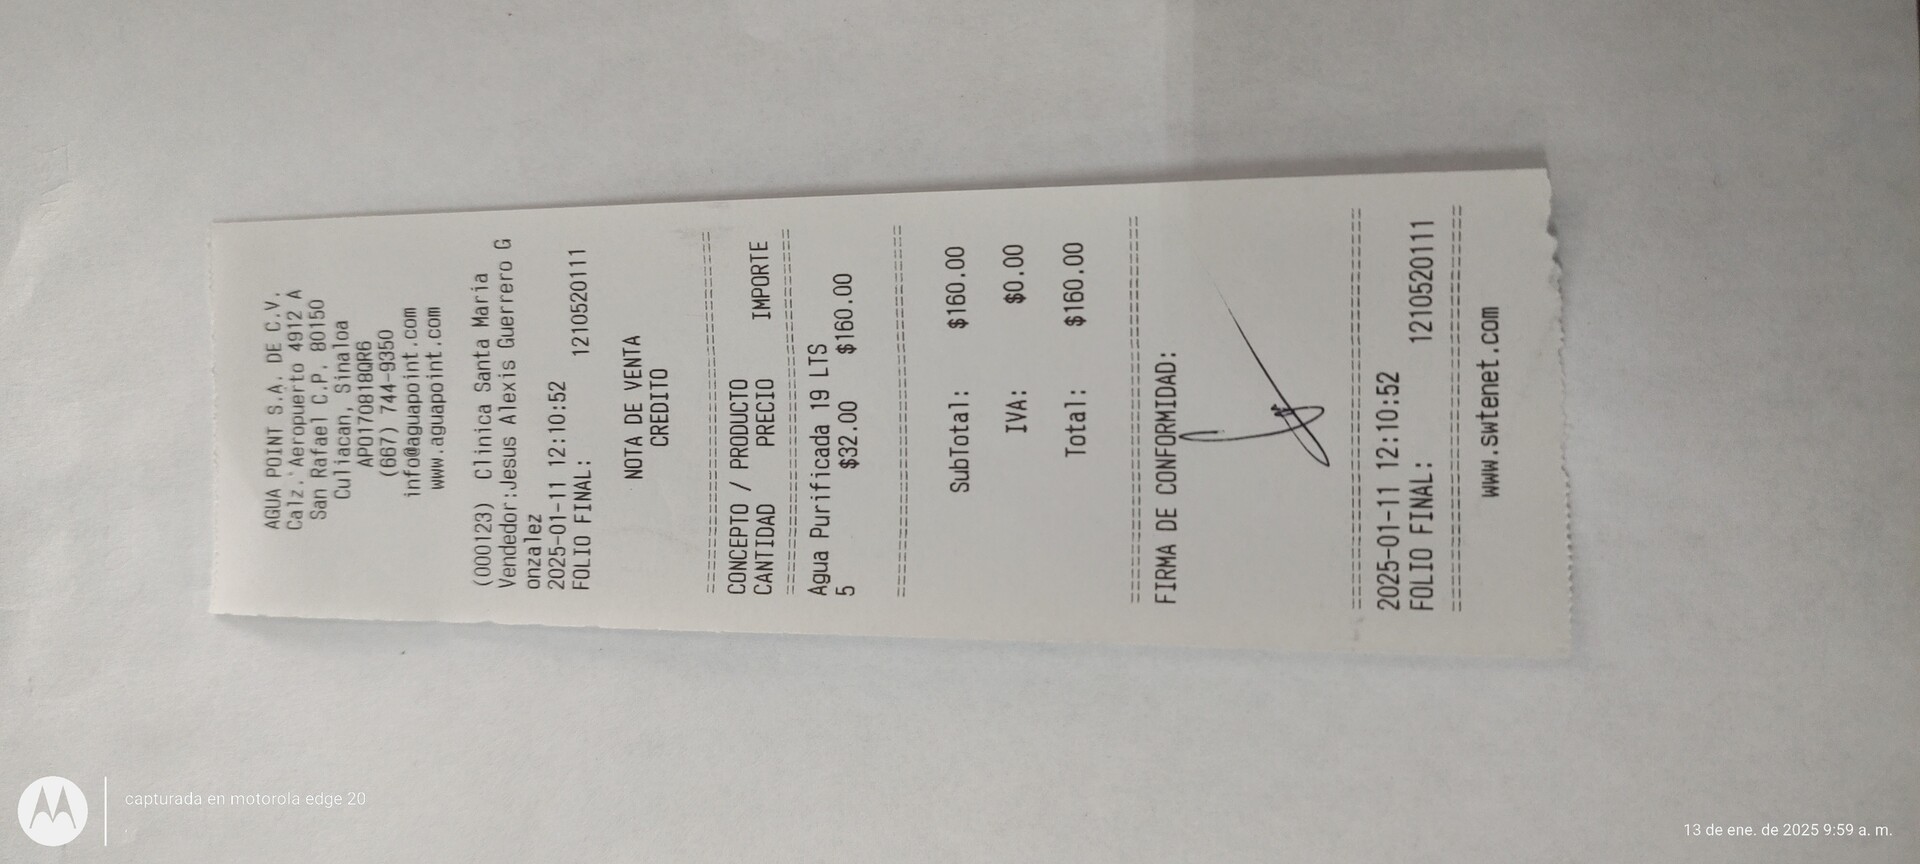 AGUA POINT S.A. DE C.V.
Calz. Aeropuerto 4912 A
San Rafael C.P. 80150
Culiacan, Sinaloa
APO170818QR6
(667) 744-9350
info@aguapoint.com
www.aguapoint.com
(000123) Clinica Santa Maria
Vendedor:Jesus Alexis Guerrero G
onzalez
2025-01-11 12:10:52
FOLIO FINAL: 1210520111
NOTA DE VENTA
CREDITO
================================
CONCEPTO / PRODUCTO
CANTIDAD PRECIO IMPORTE
================================
Agua Purificada 19 LTS
5 $32.00 $160.00
================================
SubTotal: $160.00
IVA: $0.00
Total: $160.00
================================
FIRMA DE CONFORMIDAD:
================================
2025-01-11 12:10:52
FOLIO FINAL: 1210520111
================================
www.swtenet.com
capturada en motorola edge 20
13 de ene. de 2025 9:59 a. m.